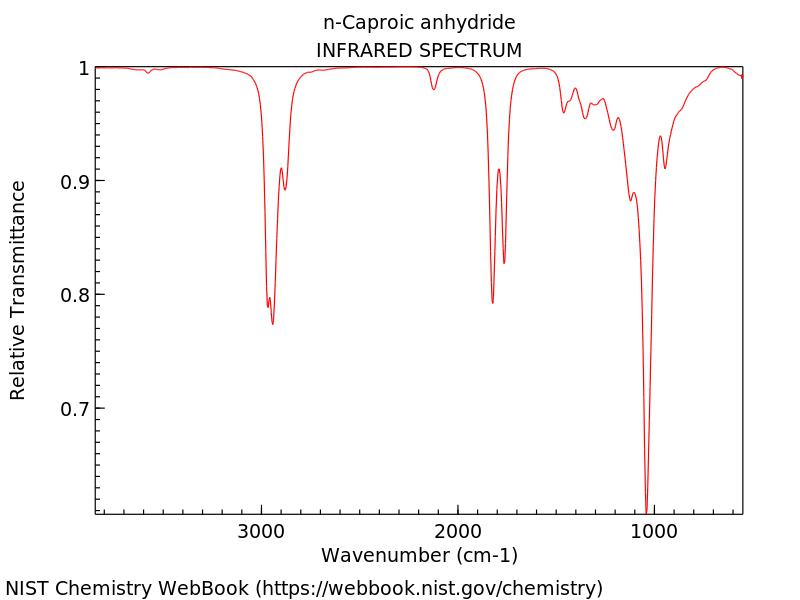 n-Caproic anhydride
INFRARED SPECTRUM
1
0.9
0.8
0.7
Relative Transmittance
3000 2000 1000
Wavenumber (cm-1)
NIST Chemistry WebBook (https://webbook.nist.gov/chemistry)